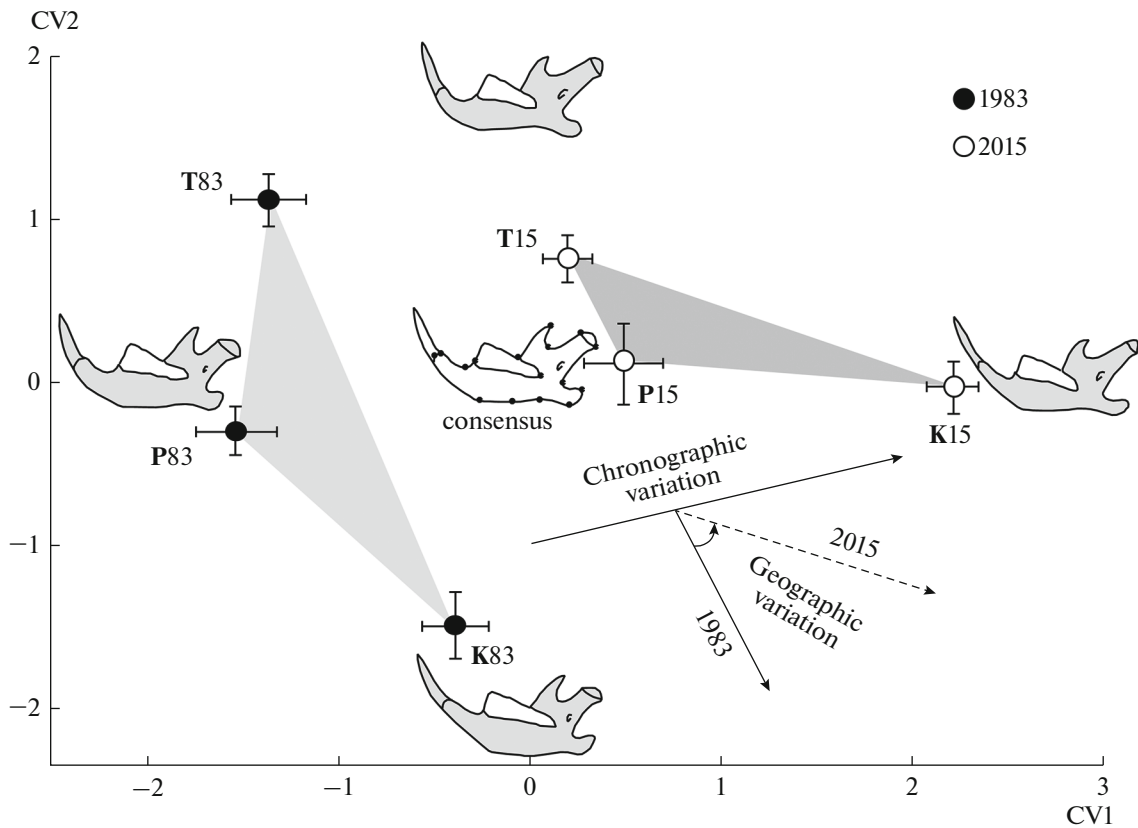 CV2
2
1
0
−1
−2
1983
2015
T83
T15
P83
consensus
P15
K15
Chronographic
variation
2015
Geographic
variation
1983
K83
−2
−1
0
1
2
3
CV1